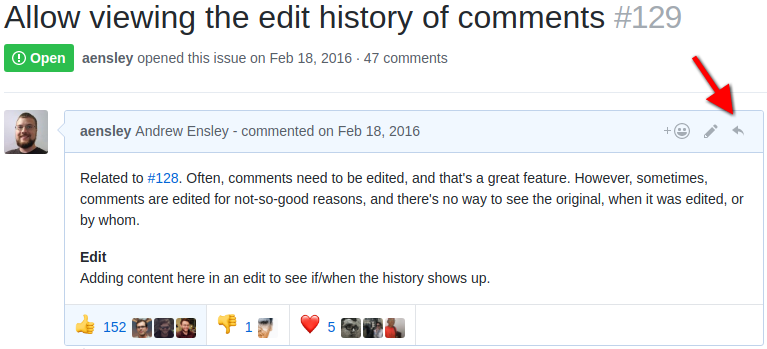 Allow viewing the edit history of comments #129
Open aensley opened this issue on Feb 18, 2016 · 47 comments
aensley Andrew Ensley - commented on Feb 18, 2016
Related to #128. Often, comments need to be edited, and that's a great feature. However, sometimes,
comments are edited for not-so-good reasons, and there's no way to see the original, when it was edited, or
by whom.
Edit
Adding content here in an edit to see if/when the history shows up.
152 1 5